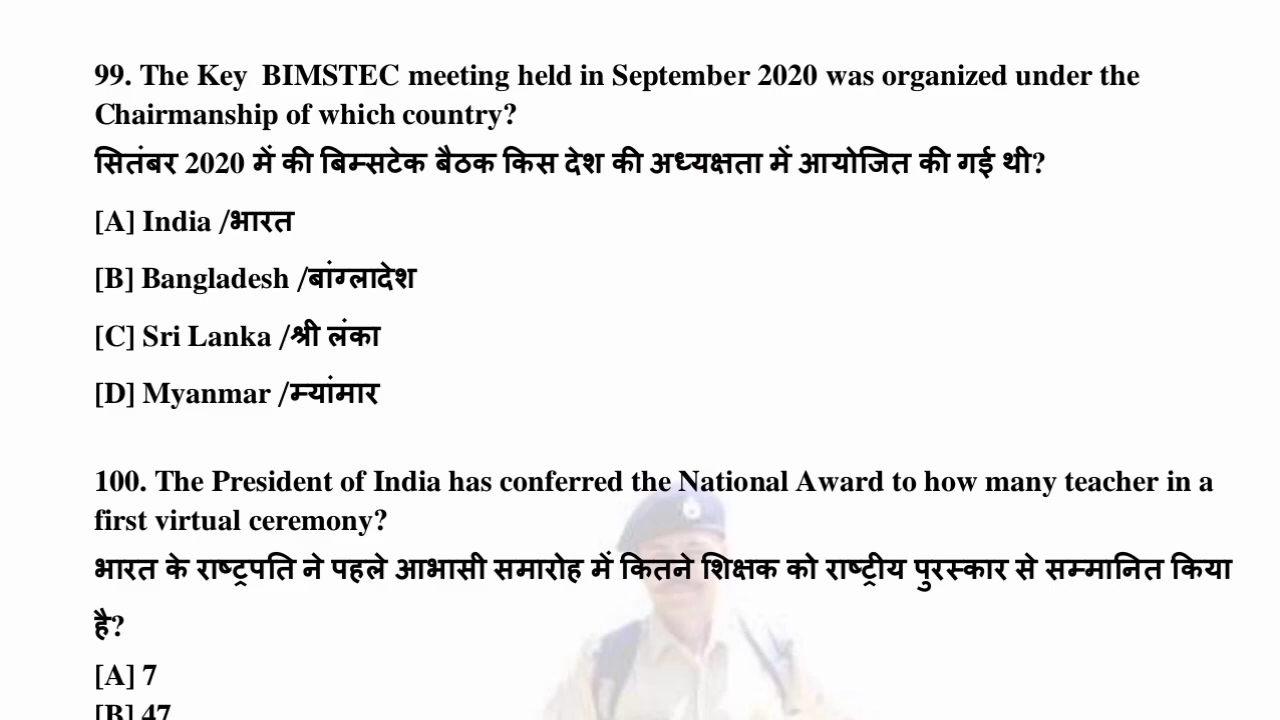 99. The Key  BIMSTEC meeting held in September 2020 was organized under the
Chairmanship of which country?
सितंबर 2020 में की बिम्सटेक बैठक किस देश की अध्यक्षता में आयोजित की गई थी?
[A] India /भारत
[B] Bangladesh /बांग्लादेश
[C] Sri Lanka /श्री लंका
[D] Myanmar /म्यांमार
100. The President of India has conferred the National Award to how many teacher in a
first virtual ceremony?
भारत के राष्ट्रपति ने पहले आभासी समारोह में कितने शिक्षक को राष्ट्रीय पुरस्कार से सम्मानित किया
है?
[A] 7
[B] 47